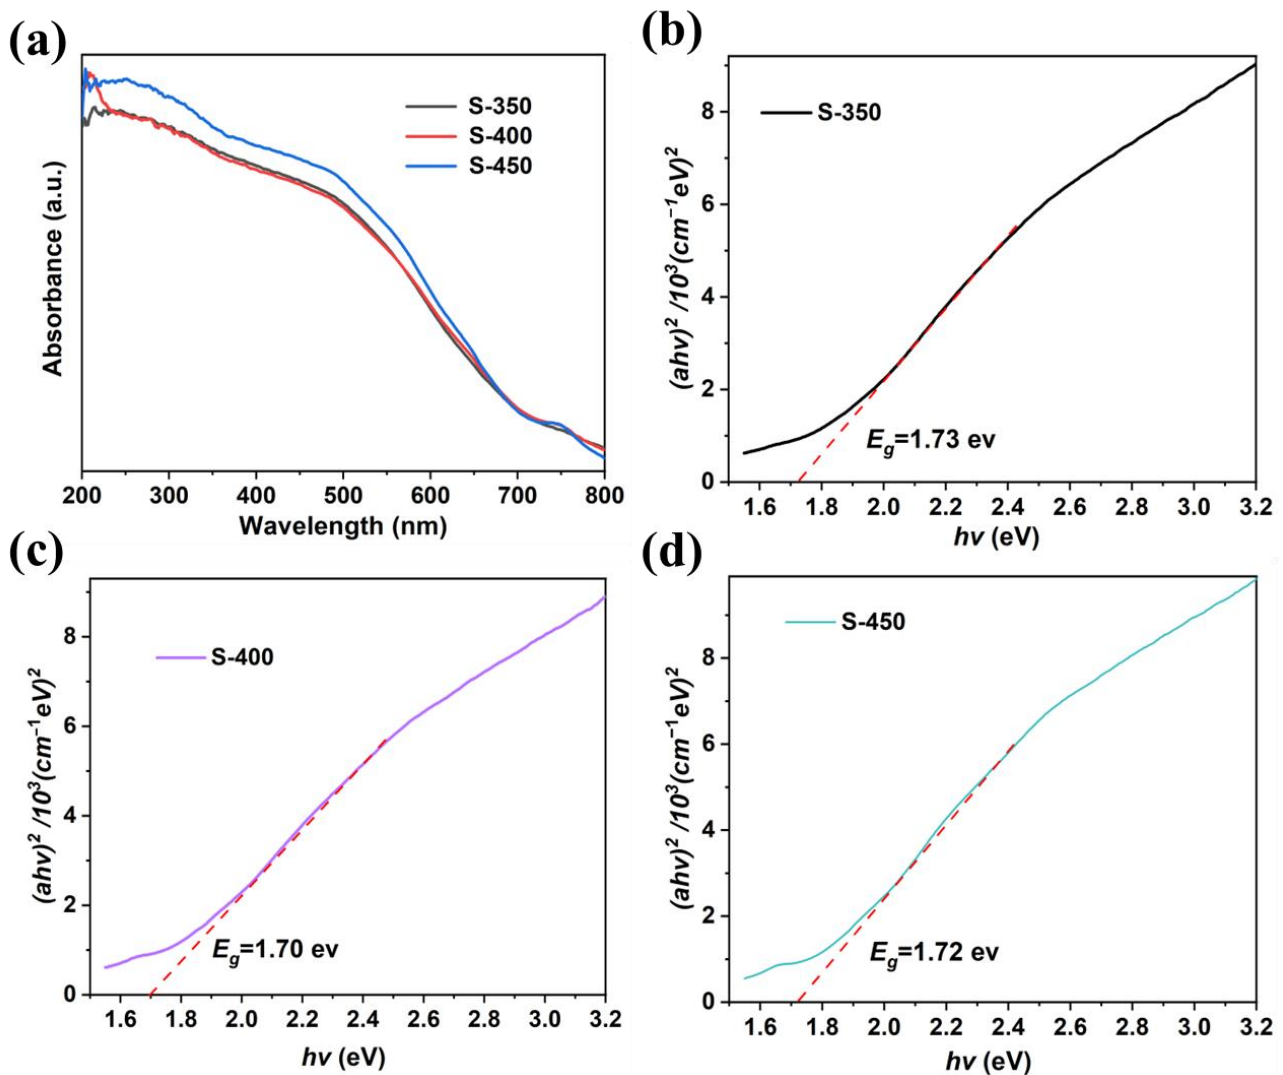 (a)
S-350
S-400
S-450
Absorbance (a.u.)
200 300 400 500 600 700 800
Wavelength (nm)
(b)
S-350
8
6
4
2
0
(ahv)² /10³(cm⁻¹eV)²
E_g=1.73 ev
1.6 1.8 2.0 2.2 2.4 2.6 2.8 3.0 3.2
hv (eV)
(c)
S-400
8
6
4
2
0
(ahv)² /10³(cm⁻¹eV)²
E_g=1.70 ev
1.6 1.8 2.0 2.2 2.4 2.6 2.8 3.0 3.2
hv (eV)
(d)
S-450
8
6
4
2
0
(ahv)² /10³(cm⁻¹eV)²
E_g=1.72 ev
1.6 1.8 2.0 2.2 2.4 2.6 2.8 3.0 3.2
hv (eV)